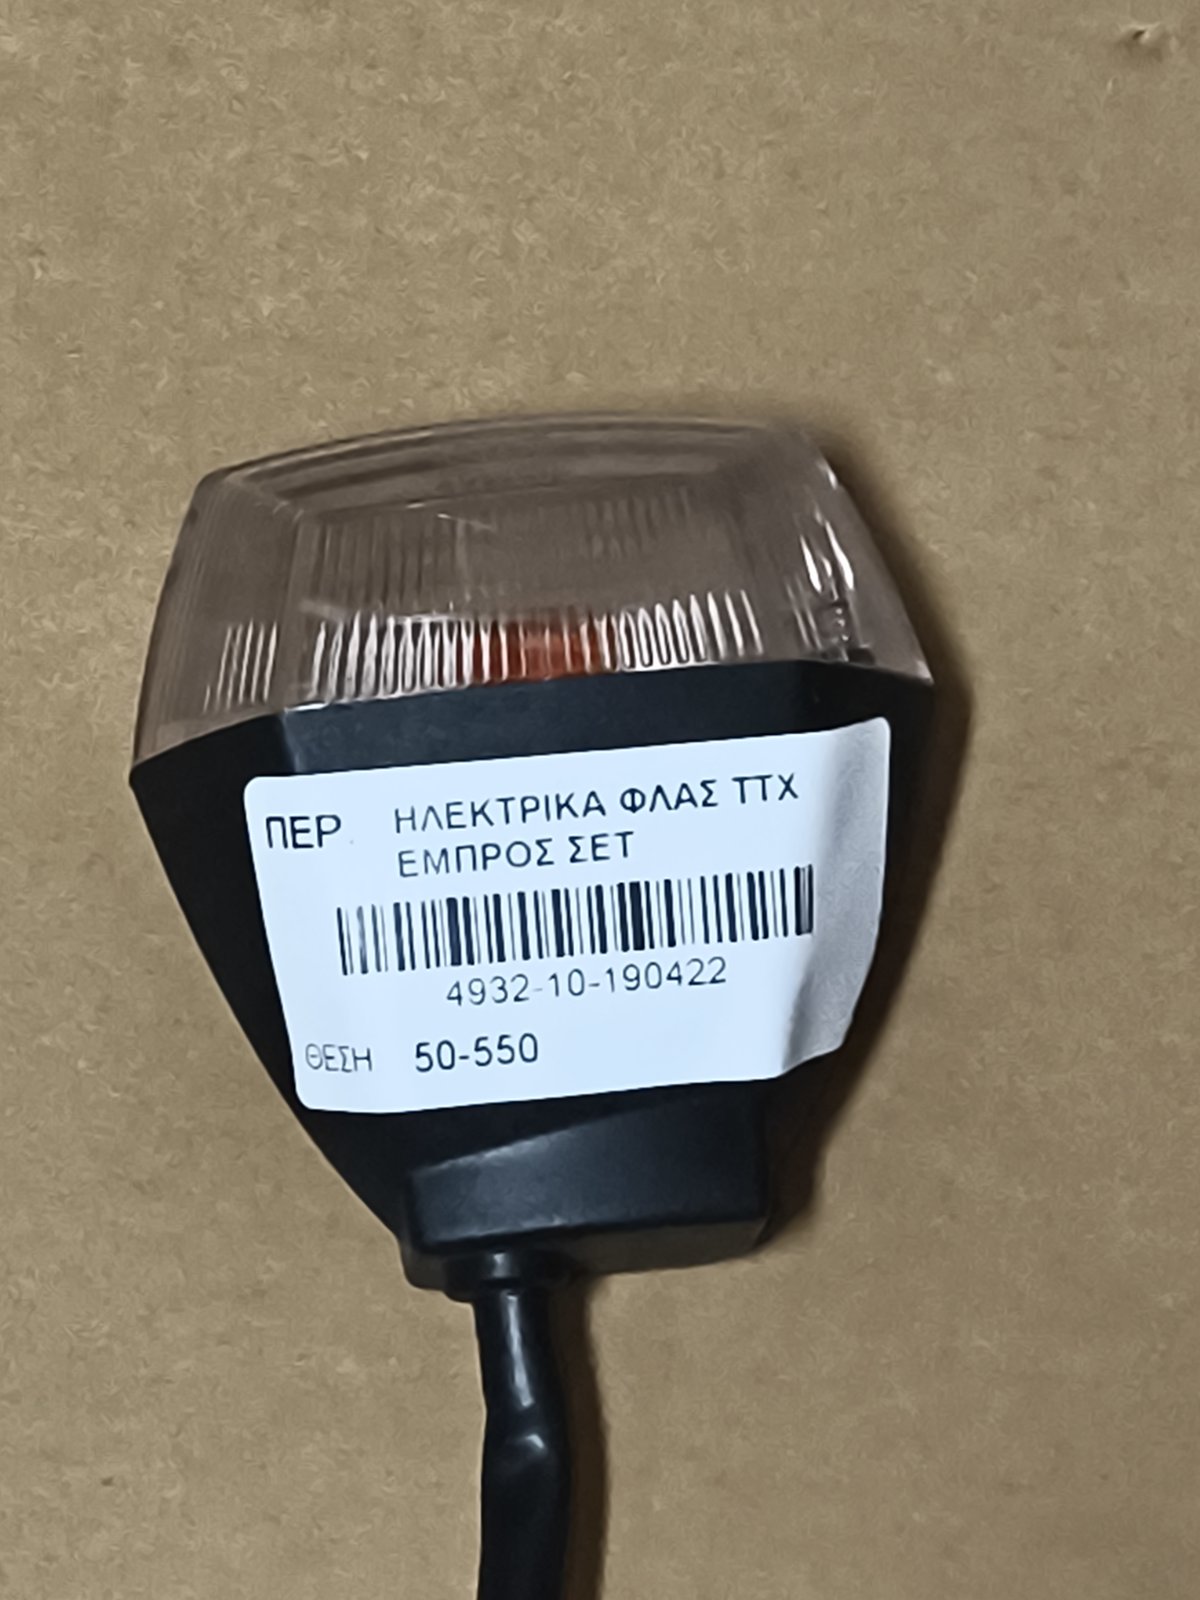 ΠΕΡ. ΗΛΕΚΤΡΙΚΑ ΦΛΑΣ ΤΤΧ
ΕΜΠΡΟΣ ΣΕΤ
4932-10-190422
ΘΕΣΗ 50-550